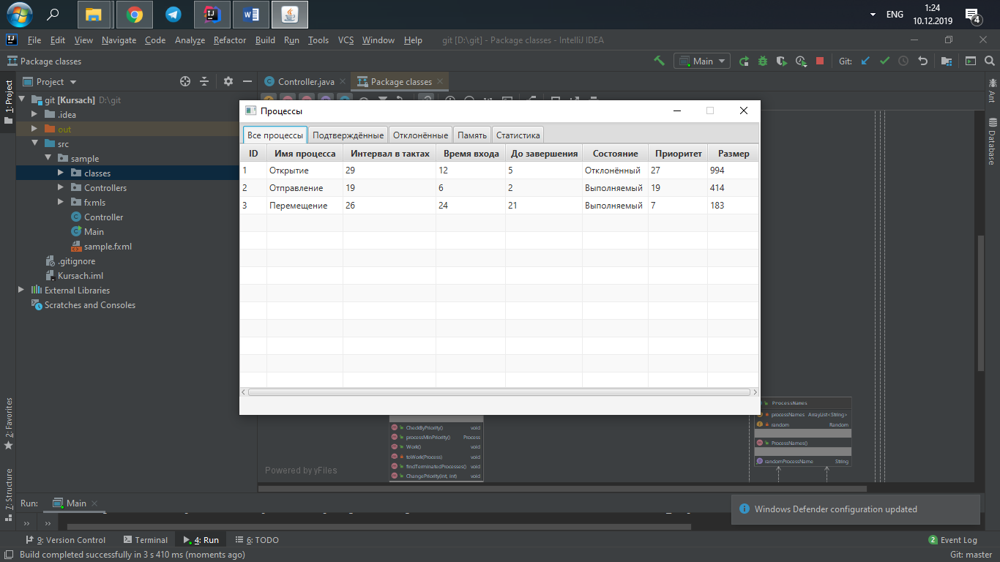 ENG
1:24
10.12.2019
4
File Edit View Navigate Code Analyze Refactor Build Run Tools VCS Window Help git [D:\git] - Package classes - IntelliJ IDEA
Package classes
Main
Git:
Project
Controller.java
Package classes
1: Project
git [Kursach] D:\git
.idea
out
src
sample
classes
Controllers
fxmls
Controller
Main
sample.fxml
.gitignore
Kursach.iml
External Libraries
Scratches and Consoles
Ant
Database
Процессы
Все процессы Подтверждённые Отклонённые Память Статистика
ID Имя процесса Интервал в тактах Время входа До завершения Состояние Приоритет Размер
1 Открытие 29 12 5 Отклонённый 27 994
2 Отправление 19 6 2 Выполняемый 19 414
3 Перемещение 26 24 21 Выполняемый 7 183
CheckByPriority() void
processMinPriority() Process
Work() void
toWork(Process) void
findTerminatedProcesses() void
ChangePriority(int, int) void
Powered by yFiles
ProcessNames
processNames ArrayList<String>
random Random
ProcessNames()
randomProcessName String
2: Favorites
7: Structure
Run: Main
Windows Defender configuration updated
9: Version Control Terminal 4: Run 6: TODO
2 Event Log
Build completed successfully in 3 s 410 ms (moments ago)
Git: master